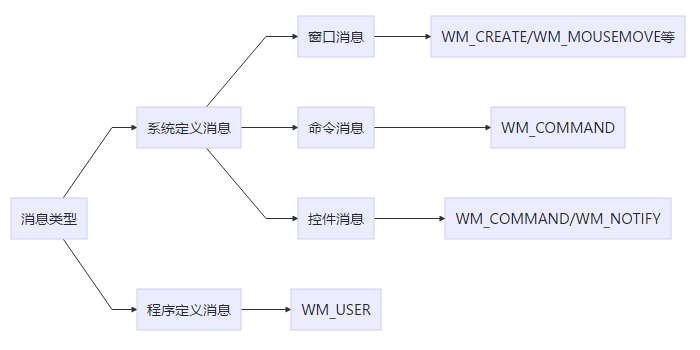 窗口消息
WM_CREATE/WM_MOUSEMOVE等
系统定义消息
命令消息
WM_COMMAND
消息类型
控件消息
WM_COMMAND/WM_NOTIFY
程序定义消息
WM_USER